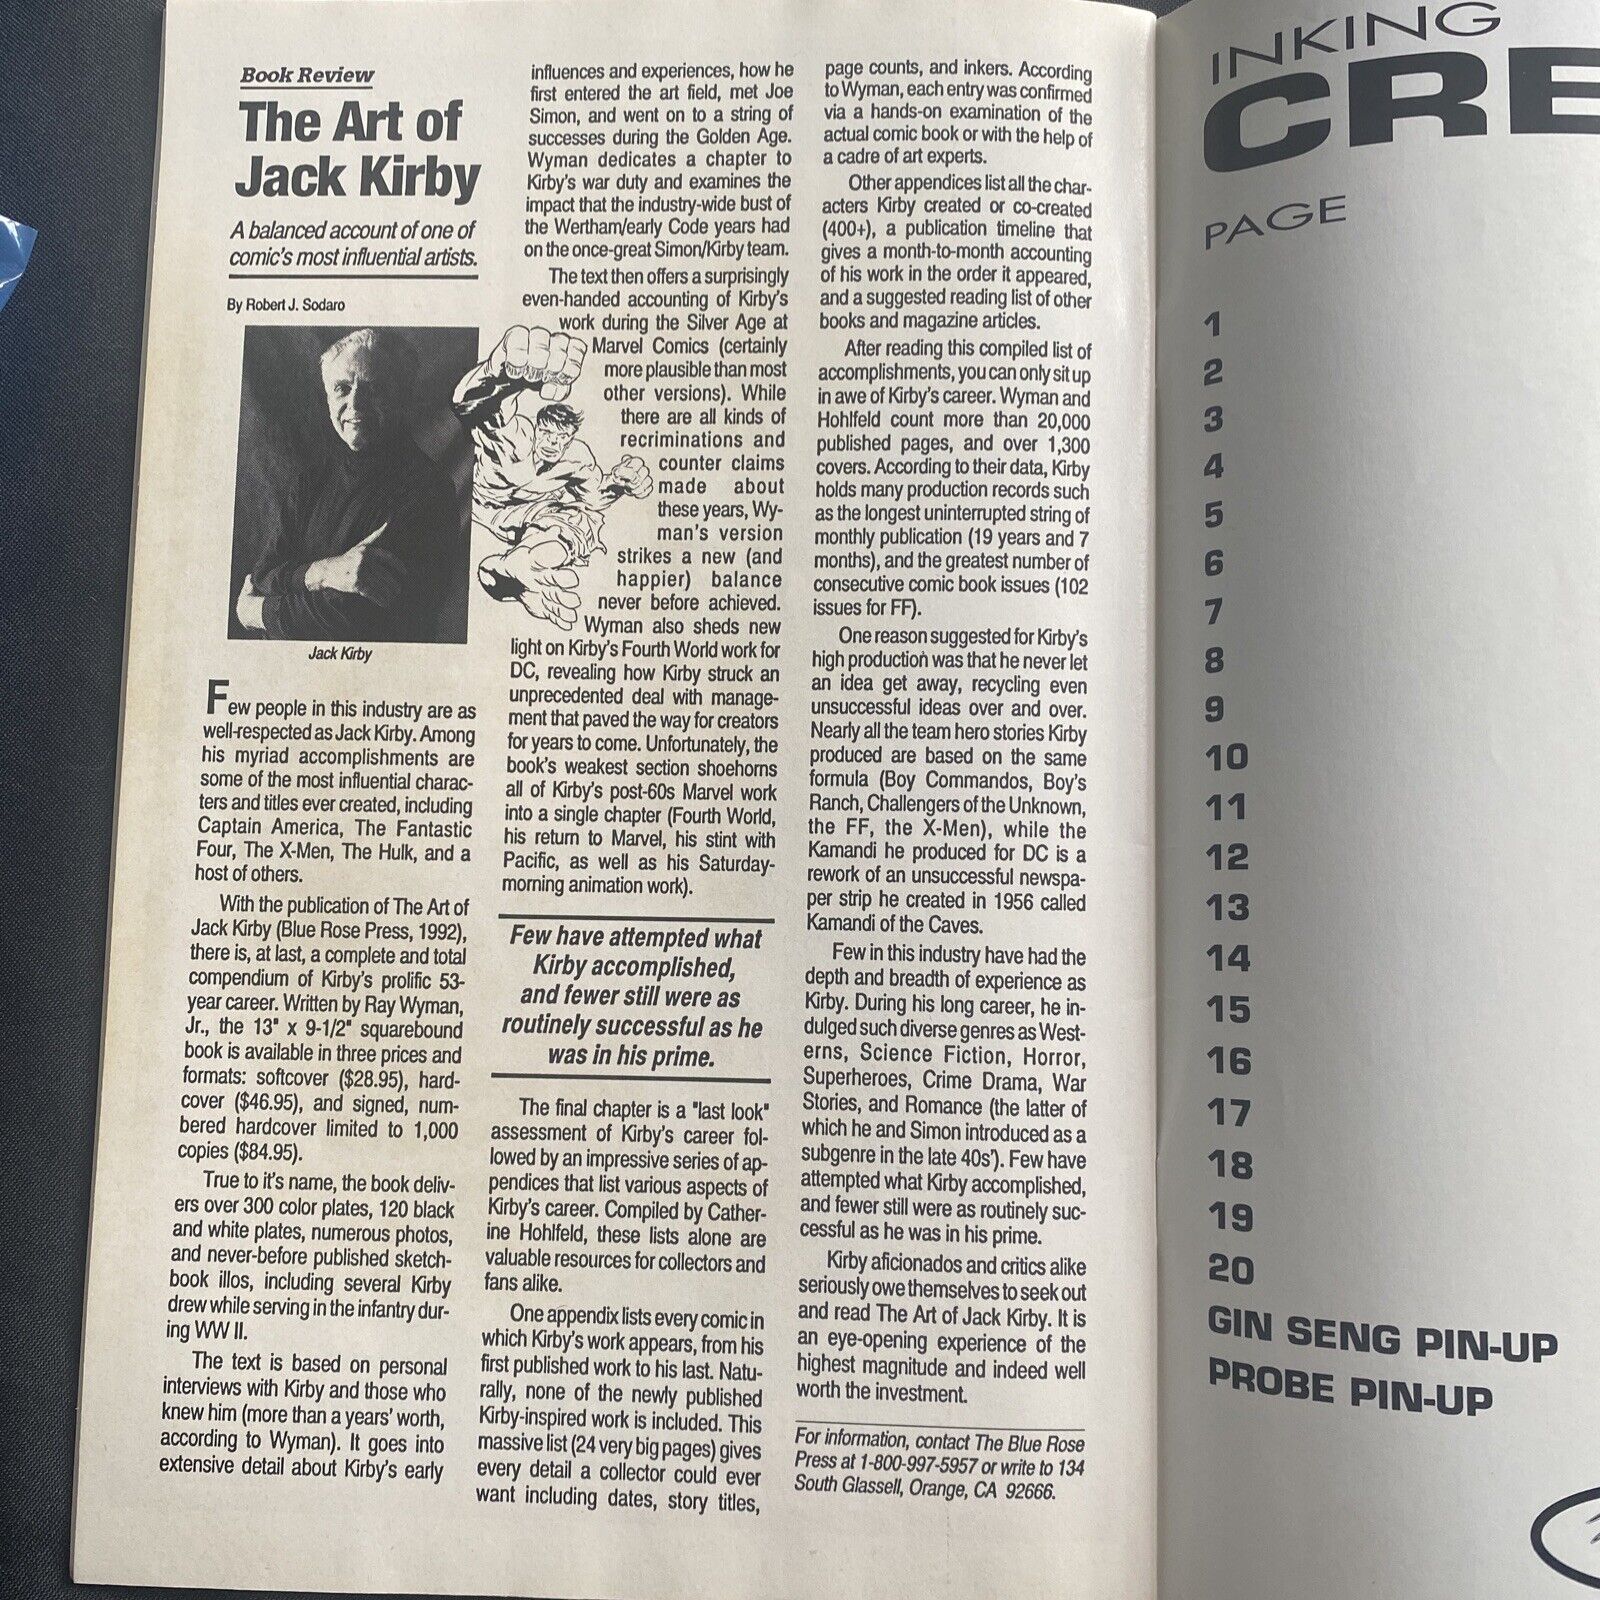 Book Review
The Art of
Jack Kirby
A balanced account of one of
comic's most influential artists.
By Robert J. Sodaro
Jack Kirby
Few people in this industry are as
well-respected as Jack Kirby. Among
his myriad accomplishments are
some of the most influential charac-
ters and titles ever created, including
Captain America, The Fantastic
Four, The X-Men, The Hulk, and a
host of others.
With the publication of The Art of
Jack Kirby (Blue Rose Press, 1992),
there is, at last, a complete and total
compendium of Kirby's prolific 53-
year career. Written by Ray Wyman,
Jr., the 13" x 9-1/2" squarebound
book is available in three prices and
formats: softcover ($28.95), hard-
cover ($46.95), and signed, num-
bered hardcover limited to 1,000
copies ($84.95).
True to it's name, the book deliv-
ers over 300 color plates, 120 black
and white plates, numerous photos,
and never-before published sketch-
book illos, including several Kirby
drew while serving in the infantry dur-
ing WW II.
The text is based on personal
interviews with Kirby and those who
knew him (more than a years' worth,
according to Wyman). It goes into
extensive detail about Kirby's early
influences and experiences, how he
first entered the art field, met Joe
Simon, and went on to a string of
successes during the Golden Age.
Wyman dedicates a chapter to
Kirby's war duty and examines the
impact that the industry-wide bust of
the Wertham/early Code years had
on the once-great Simon/Kirby team.
The text then offers a surprisingly
even-handed accounting of Kirby's
work during the Silver Age at
Marvel Comics (certainly
more plausible than most
other versions). While
there are all kinds of
recriminations and
counter claims
made about
these years, Wy-
man's version
strikes a new (and
happier) balance
never before achieved.
Wyman also sheds new
light on Kirby's Fourth World work for
DC, revealing how Kirby struck an
unprecedented deal with manage-
ment that paved the way for creators
for years to come. Unfortunately, the
book's weakest section shoehorns
all of Kirby's post-60s Marvel work
into a single chapter (Fourth World,
his return to Marvel, his stint with
Pacific, as well as his Saturday-
morning animation work).
Few have attempted what
Kirby accomplished,
and fewer still were as
routinely successful as he
was in his prime.
The final chapter is a "last look"
assessment of Kirby's career fol-
lowed by an impressive series of ap-
pendices that list various aspects of
Kirby's career. Compiled by Cather-
ine Hohlfeld, these lists alone are
valuable resources for collectors and
fans alike.
One appendix lists every comic in
which Kirby's work appears, from his
first published work to his last. Natu-
rally, none of the newly published
Kirby-inspired work is included. This
massive list (24 very big pages) gives
every detail a collector could ever
want including dates, story titles,
page counts, and inkers. According
to Wyman, each entry was confirmed
via a hands-on examination of the
actual comic book or with the help of
a cadre of art experts.
Other appendices list all the char-
acters Kirby created or co-created
(400+), a publication timeline that
gives a month-to-month accounting
of his work in the order it appeared,
and a suggested reading list of other
books and magazine articles.
After reading this compiled list of
accomplishments, you can only sit up
in awe of Kirby's career. Wyman and
Hohlfeld count more than 20,000
published pages, and over 1,300
covers. According to their data, Kirby
holds many production records such
as the longest uninterrupted string of
monthly publication (19 years and 7
months), and the greatest number of
consecutive comic book issues (102
issues for FF).
One reason suggested for Kirby's
high production was that he never let
an idea get away, recycling even
unsuccessful ideas over and over.
Nearly all the team hero stories Kirby
produced are based on the same
formula (Boy Commandos, Boy's
Ranch, Challengers of the Unknown,
the FF, the X-Men), while the
Kamandi he produced for DC is a
rework of an unsuccessful newspa-
per strip he created in 1956 called
Kamandi of the Caves.
Few in this industry have had the
depth and breadth of experience as
Kirby. During his long career, he in-
dulged such diverse genres as West-
erns, Science Fiction, Horror,
Superheroes, Crime Drama, War
Stories, and Romance (the latter of
which he and Simon introduced as a
subgenre in the late 40s'). Few have
attempted what Kirby accomplished,
and fewer still were as routinely suc-
cessful as he was in his prime.
Kirby aficionados and critics alike
seriously owe themselves to seek out
and read The Art of Jack Kirby. It is
an eye-opening experience of the
highest magnitude and indeed well
worth the investment.
For information, contact The Blue Rose
Press at 1-800-997-5957 or write to 134
South Glassell, Orange, CA 92666.
INKING
CRE
PAGE
1
2
3
4
5
6
7
8
9
10
11
12
13
14
15
16
17
18
19
20
GIN SENG PIN-UP
PROBE PIN-UP